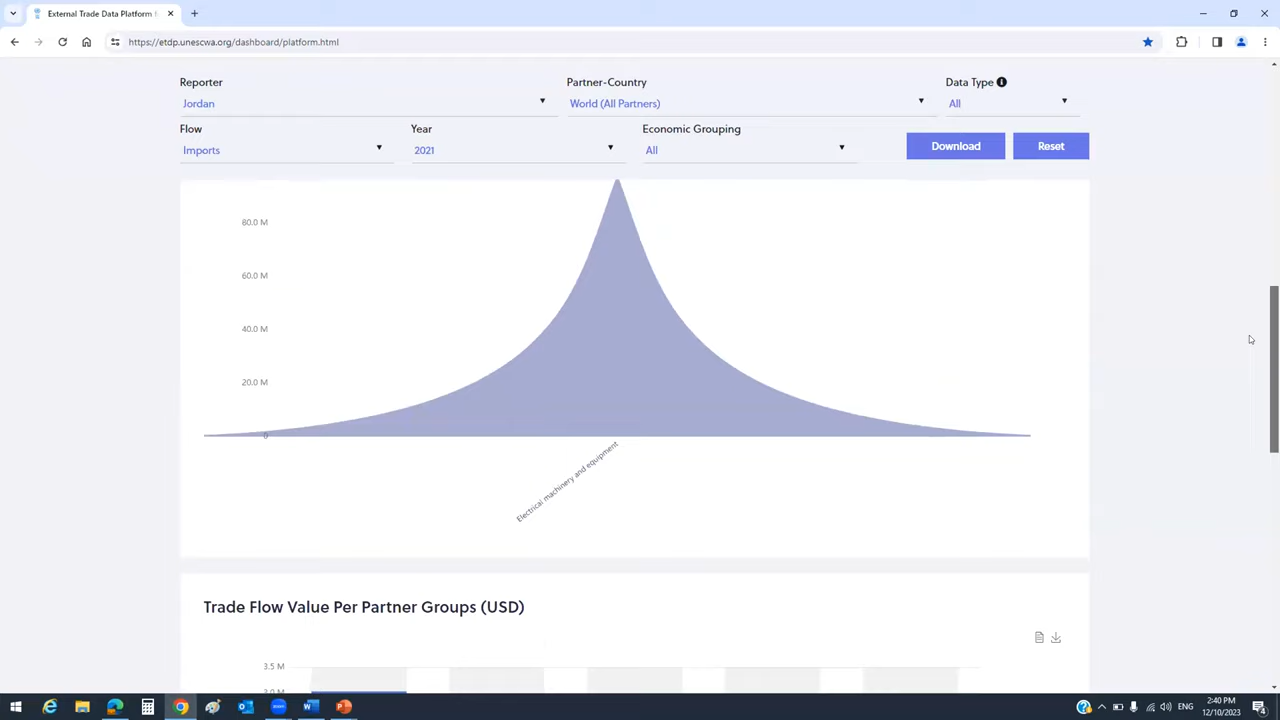 External Trade Data Platform
https://etdp.unescwa.org/dashboard/platform.html
Reporter
Partner-Country
Data Type
Jordan
World (All Partners)
All
Flow
Year
Economic Grouping
Imports
2021
All
Download
Reset
80.0 M
60.0 M
40.0 M
20.0 M
0
Electrical machinery and equipment
Trade Flow Value Per Partner Groups (USD)
3.5 M
3.0 M
ENG
2:40 PM
12/10/2023